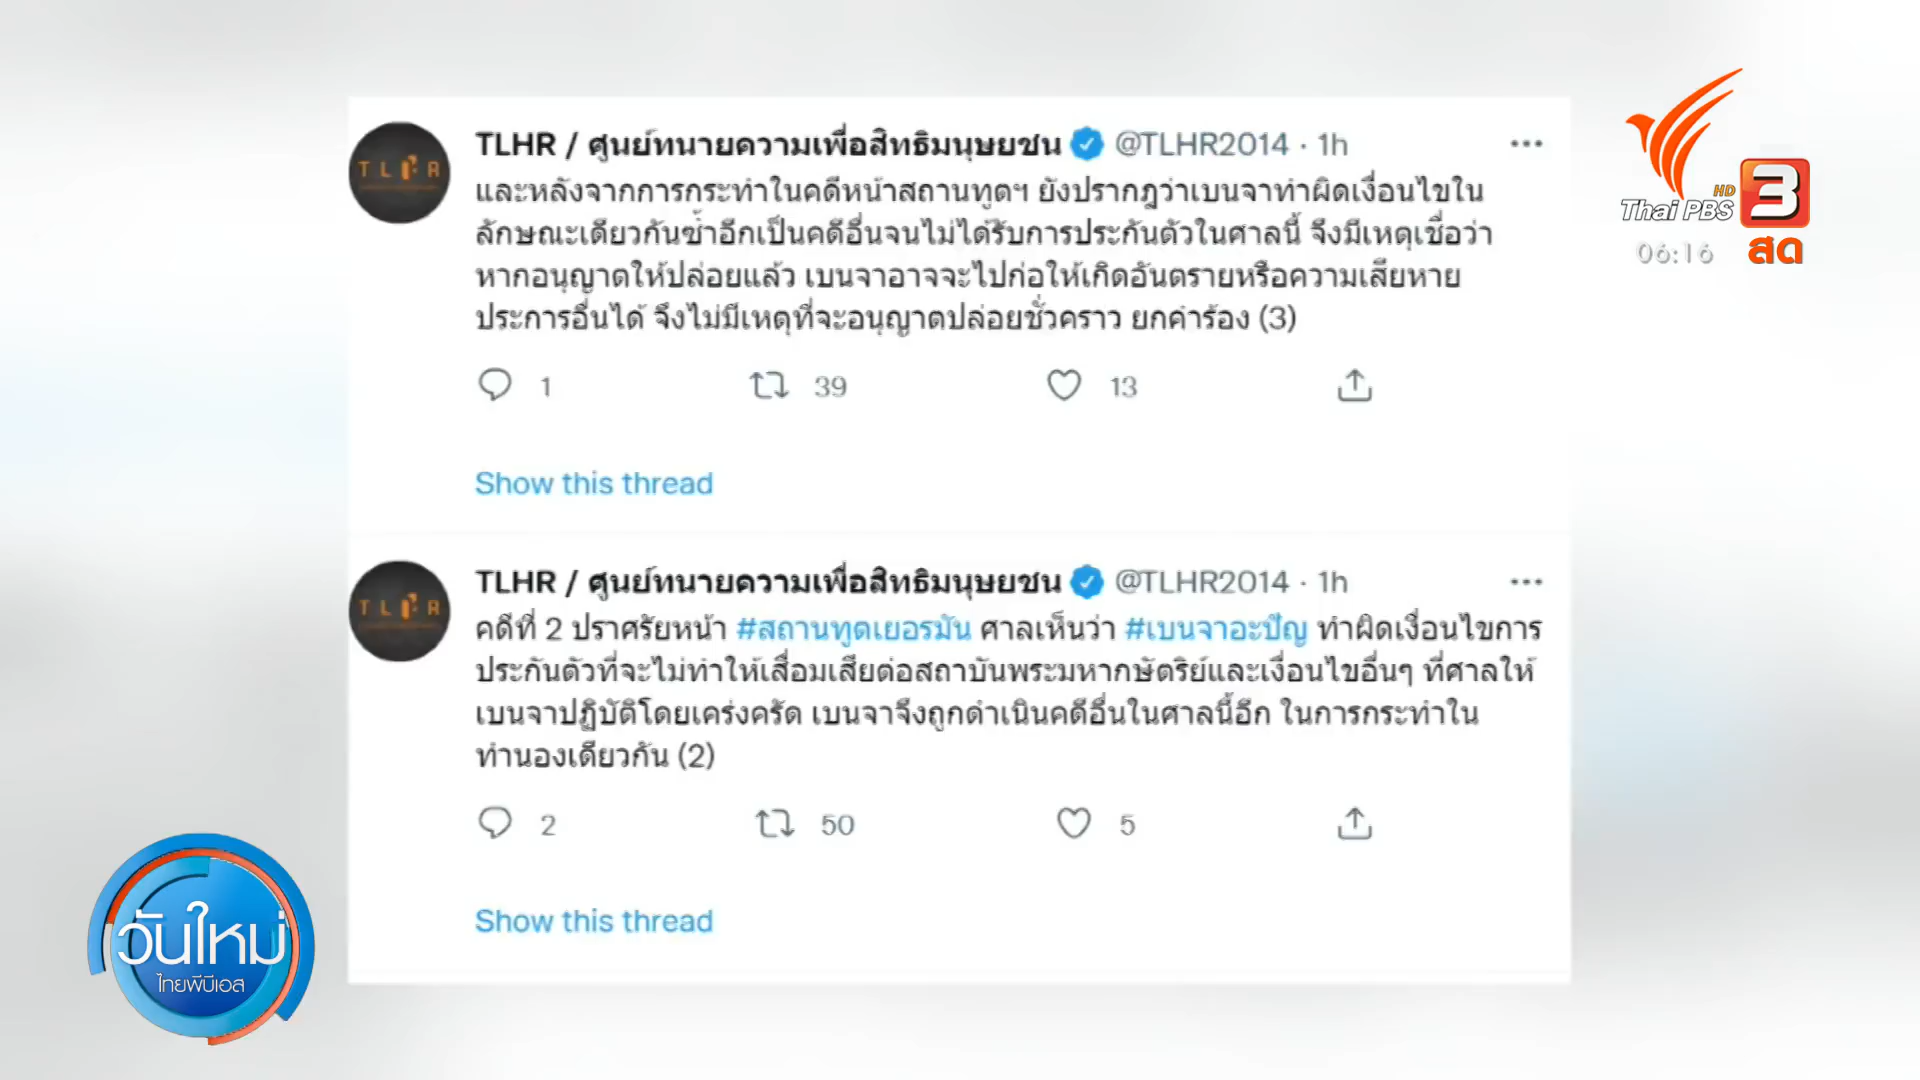 TLHR / ศูนย์ทนายความเพื่อสิทธิมนุษยชน @TLHR2014 · 1h
และหลังจากการกระทำในคดีหน้าสถานทูตฯ ยังปรากฏว่าเบนจาทำผิดเงื่อนไขใน
ลักษณะเดียวกันซ้ำอีกเป็นคดีอื่นจนไม่ได้รับการประกันตัวในศาลนี้ จึงมีเหตุเชื่อว่า
หากอนุญาตให้ปล่อยแล้ว เบนจาอาจจะไปก่อให้เกิดอันตรายหรือความเสียหาย
ประการอื่นได้ จึงไม่มีเหตุที่จะอนุญาตปล่อยชั่วคราว ยกคำร้อง (3)
1 39 13
Show this thread
TLHR / ศูนย์ทนายความเพื่อสิทธิมนุษยชน @TLHR2014 · 1h
คดีที่ 2 ปราศรัยหน้า #สถานทูตเยอรมัน ศาลเห็นว่า #เบนจาอะปัญ ทำผิดเงื่อนไขการ
ประกันตัวที่จะไม่ทำให้เสื่อมเสียต่อสถาบันพระมหากษัตริย์และเงื่อนไขอื่นๆ ที่ศาลให้
เบนจาปฏิบัติโดยเคร่งครัด เบนจาจึงถูกดำเนินคดีอื่นในศาลนี้อีก ในการกระทำใน
ทำนองเดียวกัน (2)
2 50 5
Show this thread
TLHR
TLHR
Thai PBS HD 3
06:16 สด
วันใหม่
ไทยพีบีเอส